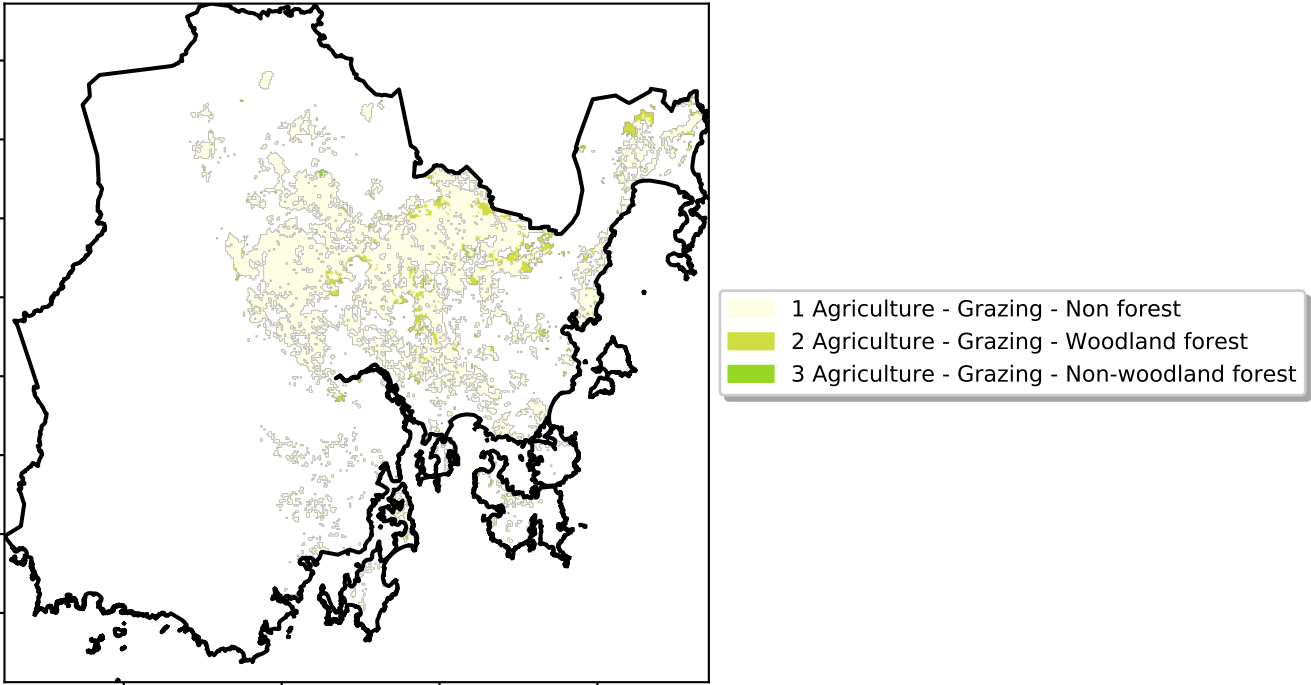 1 Agriculture - Grazing - Non forest
2 Agriculture - Grazing - Woodland forest
3 Agriculture - Grazing - Non-woodland forest